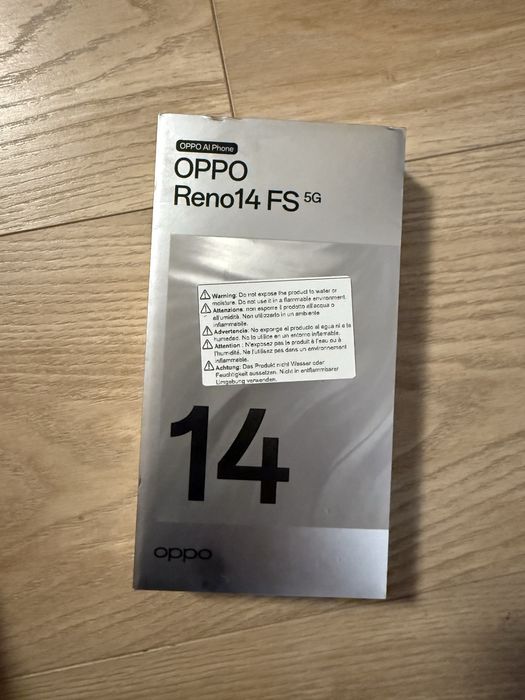 OPPO AI Phone
OPPO
Reno14 FS 5G
Warning: Do not expose the product to water or
moisture. Do not use it in a flammable environment.
Attenzione: non esporre il prodotto all'acqua o
all'umidità. Non utilizzarlo in un ambiente
infiammabile.
Advertencia: No exponga el producto al agua ni a la
humedad. No lo utilice en un entorno inflamable.
Attention : N'exposez pas le produit à l'eau ou à
l'humidité. Ne l'utilisez pas dans un environnement
inflammable.
Achtung: Das Produkt nicht Wasser oder
Feuchtigkeit aussetzen. Nicht in entflammbarer
Umgebung verwenden.
14
oppo